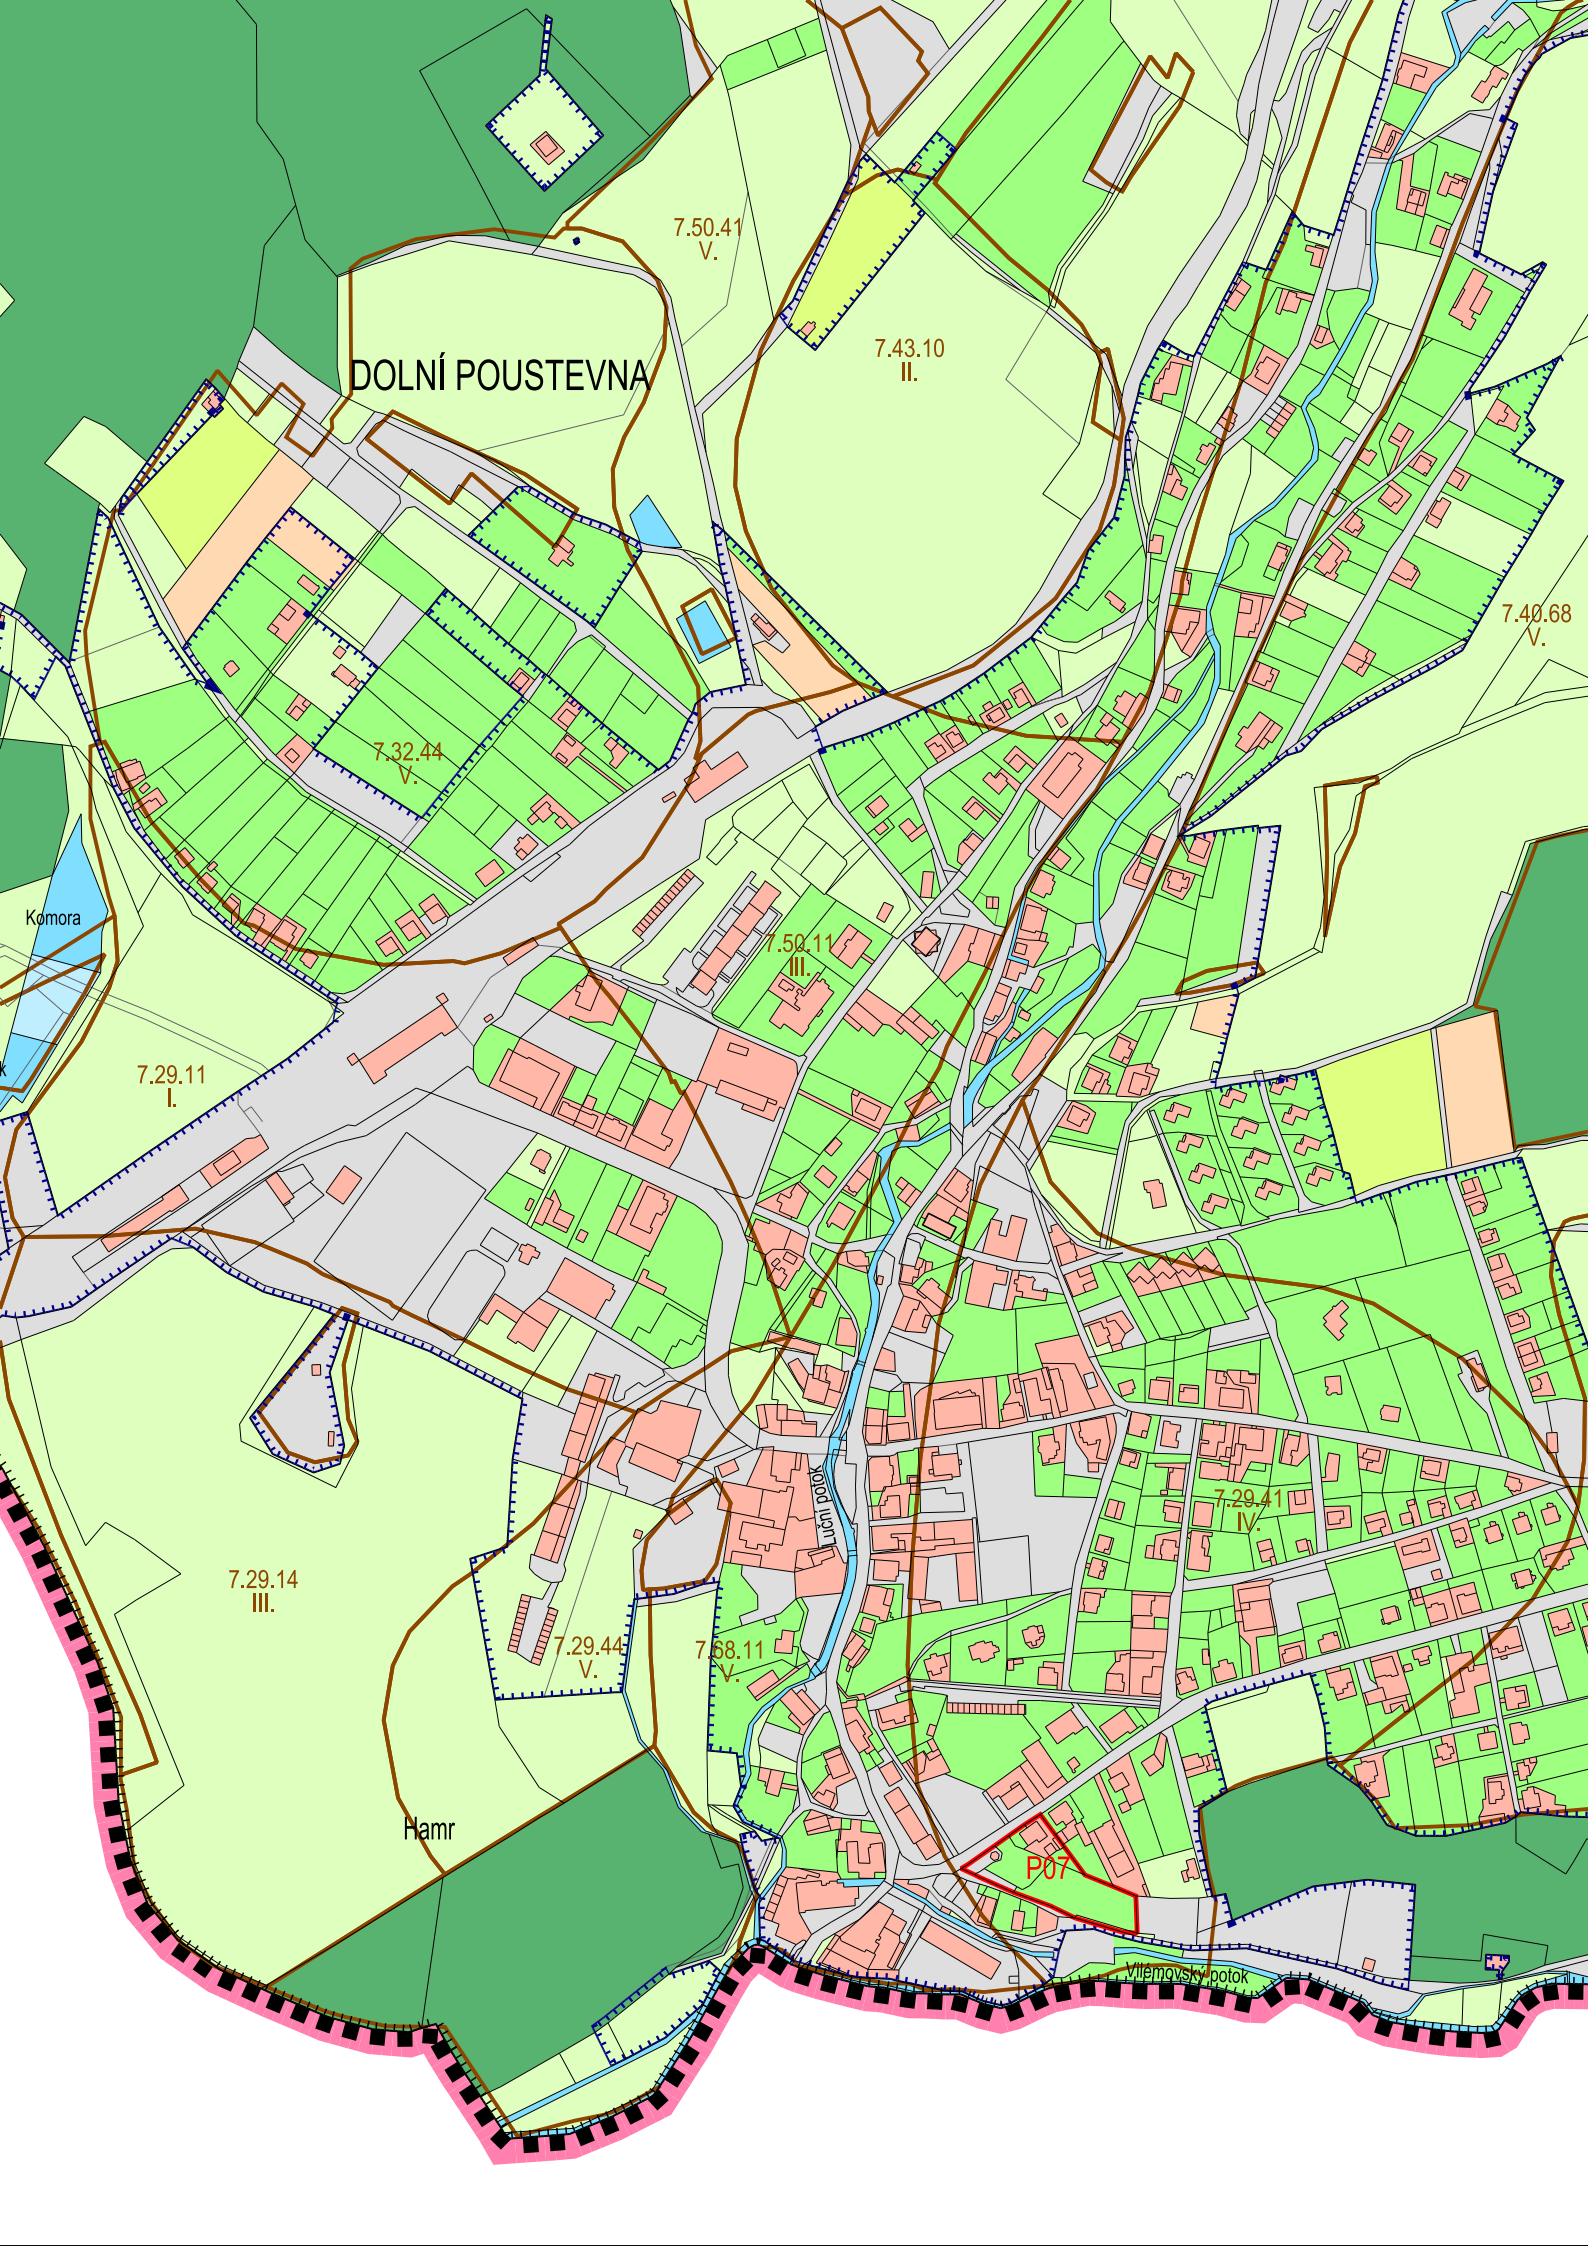 7.50.41
V.
7.43.10
II.
DOLNÍ POUSTEVNA
7.40.68
V.
7.32.44
V.
Komora
7.50.11
III.
k
7.29.11
I.
Luční potok
7.29.41
IV.
7.29.14
III.
7.29.44
V.
7.68.11
V.
Hamr
P07
Vilémovský potok